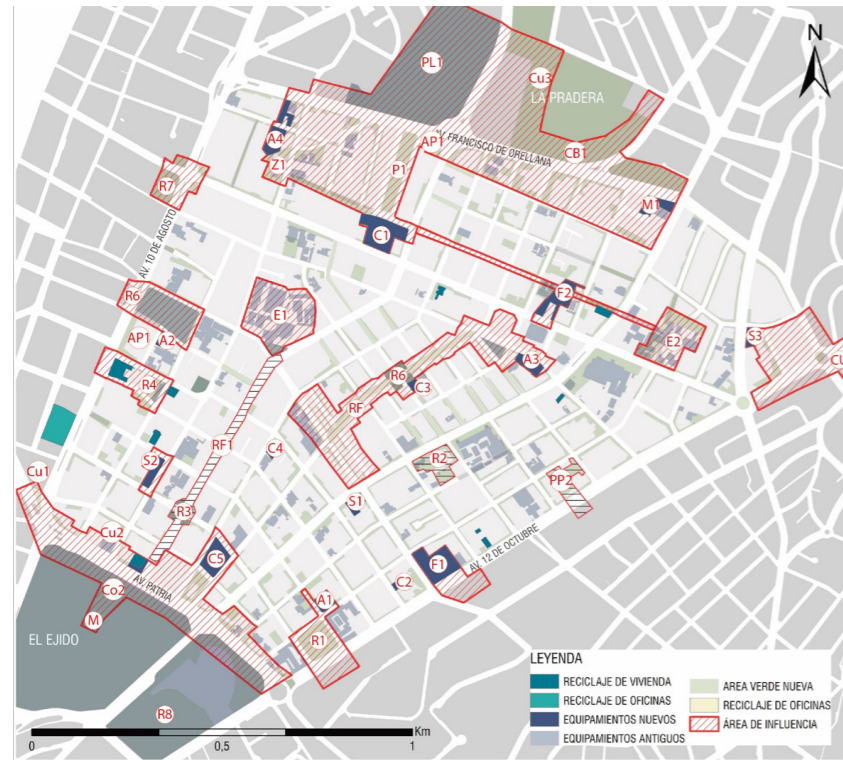 N
PL1
Cu3
LA PRADERA
A4
AP1
AV. FRANCISCO DE ORELLANA
CB1
Z1
P1
R7
M1
C1
AV. 10 DE AGOSTO
R6
F2
E1
AP1
A2
E2
S3
A3
CU
R4
R6
C3
RF
RF1
C4
R2
S2
PP2
Cu1
S1
R3
Cu2
C5
F1
AV. 12 DE OCTUBRE
Co2
AV. PATRIA
C2
A1
M
EL EJIDO
R1
R8
LEYENDA
RECICLAJE DE VIVIENDA
RECICLAJE DE OFICINAS
EQUIPAMIENTOS NUEVOS
EQUIPAMIENTOS ANTIGUOS
AREA VERDE NUEVA
RECICLAJE DE OFICINAS
ÁREA DE INFLUENCIA
Km
0 0,5 1